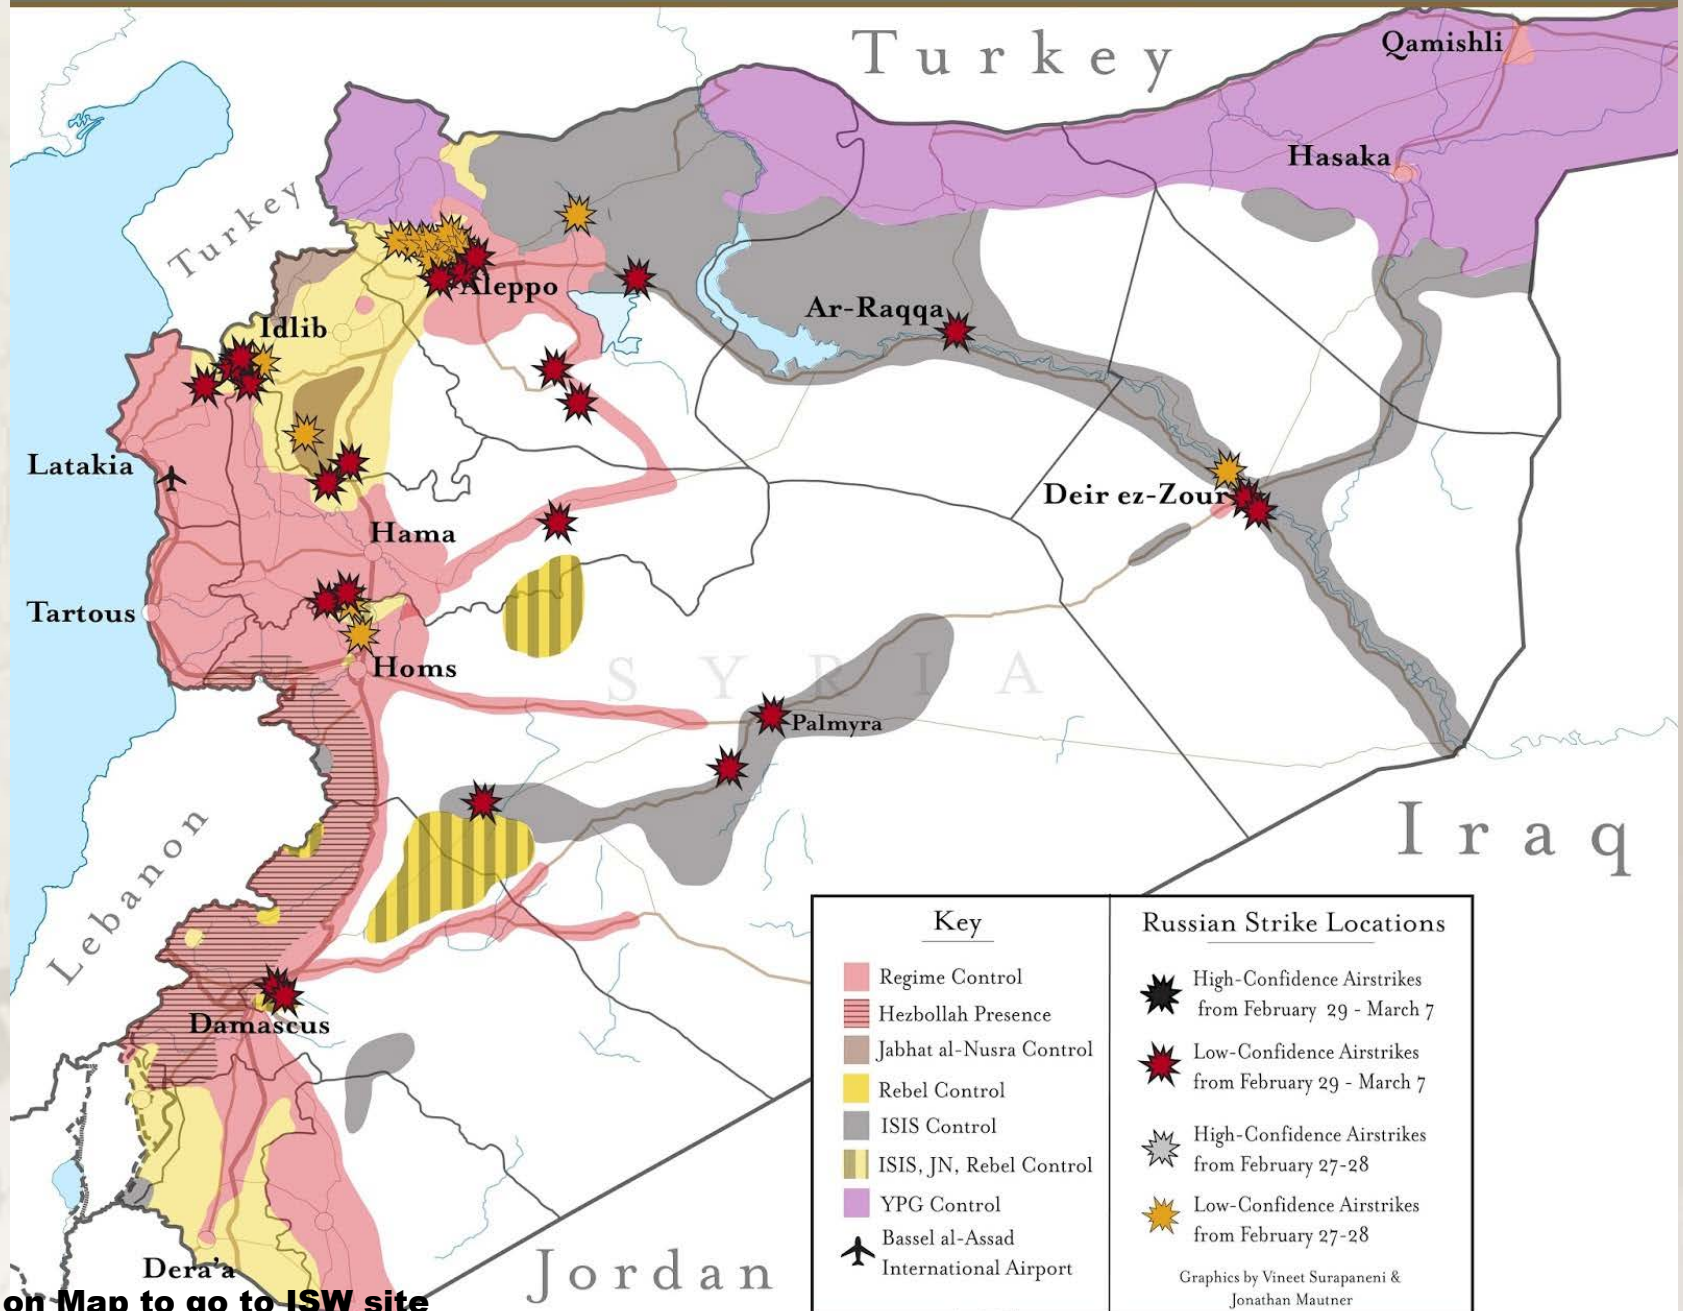 Turkey
Qamishli
Hasaka
Turkey
Aleppo
Idlib
Ar-Raqqa
Latakia
Deir ez-Zour
Hama
Tartous
Homs
SYRIA
Palmyra
Lebanon
Iraq
Damascus
Dera'a
Jordan
on Map to go to ISW site
Key
Regime Control
Hezbollah Presence
Jabhat al-Nusra Control
Rebel Control
ISIS Control
ISIS, JN, Rebel Control
YPG Control
Bassel al-Assad
International Airport
Russian Strike Locations
High-Confidence Airstrikes
from February 29 - March 7
Low-Confidence Airstrikes
from February 29 - March 7
High-Confidence Airstrikes
from February 27-28
Low-Confidence Airstrikes
from February 27-28
Graphics by Vineet Surapaneni &
Jonathan Mautner